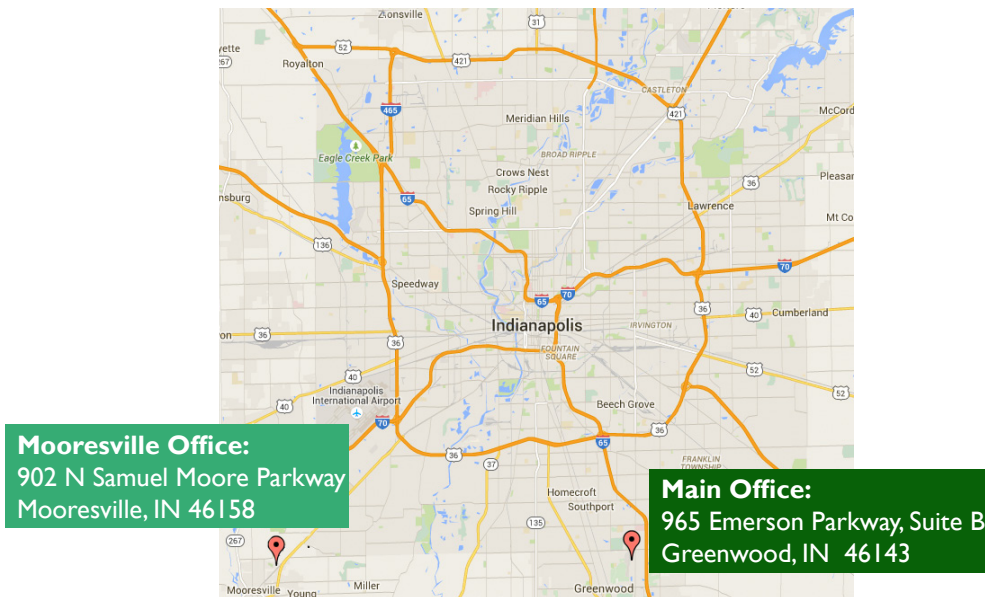 Zionsville
31
52
421
Royalton
267
465
CASTLETON
421
McCord
Meridian Hills
Eagle Creek Park
BROAD RIPPLE
Crows Nest
Rocky Ripple
36
Pleasan
nsburg
65
Spring Hill
Lawrence
Mt Co
136
70
Speedway
65
70
36
40
Cumberland
Indianapolis
IRVINGTON
on
36
36
FOUNTAIN
SQUARE
40
52
52
Indianapolis
International Airport
40
Beech Grove
70
36
65
36
37
FRANKLIN
TOWNSHIP
Mooresville Office:
902 N Samuel Moore Parkway
Mooresville, IN 46158
Homecroft
Southport
Main Office:
965 Emerson Parkway, Suite B
Greenwood, IN 46143
135
267
Mooresville
Young
Miller
Greenwood